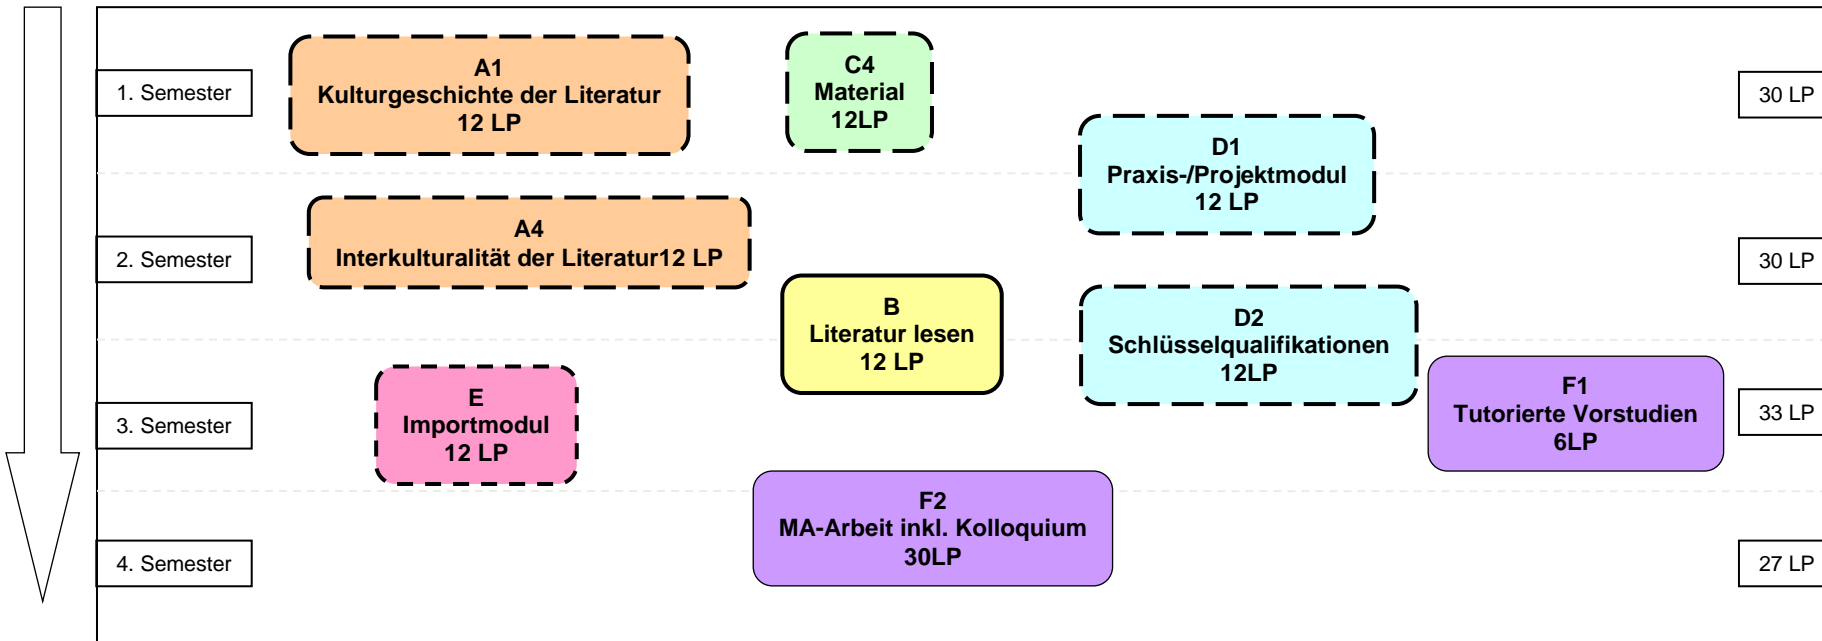 1. Semester
A1
Kulturgeschichte der Literatur
12 LP
C4
Material
12LP
30 LP
D1
Praxis-/Projektmodul
12 LP
2. Semester
A4
Interkulturalität der Literatur12 LP
30 LP
B
Literatur lesen
12 LP
D2
Schlüsselqualifikationen
12LP
3. Semester
E
Importmodul
12 LP
F1
Tutorierte Vorstudien
6LP
33 LP
4. Semester
F2
MA-Arbeit inkl. Kolloquium
30LP
27 LP